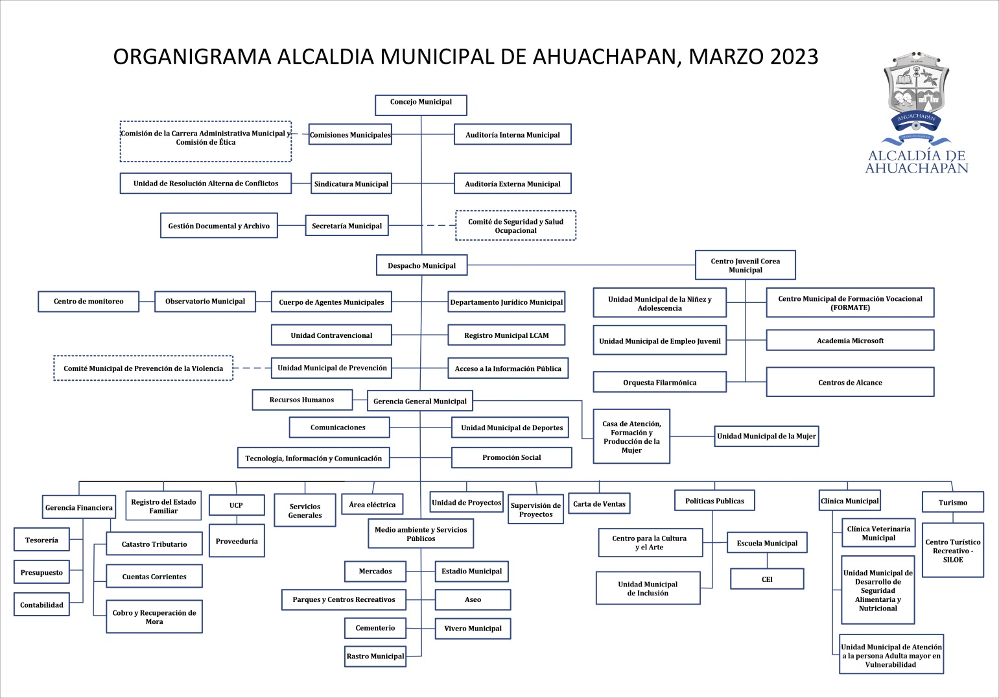 ORGANIGRAMA ALCALDIA MUNICIPAL DE AHUACHAPAN, MARZO 2023
AHUACHAPÁN
ALCALDÍA DE
AHUACHAPÁN
Concejo Municipal
Comisión de la Carrera Administrativa Municipal y
Comisión de Ética
Comisiones Municipales
Auditoría Interna Municipal
Unidad de Resolución Alterna de Conflictos
Sindicatura Municipal
Auditoría Externa Municipal
Gestión Documental y Archivo
Secretaría Municipal
Comité de Seguridad y Salud
Ocupacional
Despacho Municipal
Centro Juvenil Corea
Municipal
Centro de monitoreo
Observatorio Municipal
Cuerpo de Agentes Municipales
Departamento Jurídico Municipal
Unidad Municipal de la Niñez y
Adolescencia
Centro Municipal de Formación Vocacional
(FORMATE)
Unidad Contravencional
Registro Municipal LCAM
Unidad Municipal de Empleo Juvenil
Academia Microsoft
Comité Municipal de Prevención de la Violencia
Unidad Municipal de Prevención
Acceso a la Información Pública
Orquesta Filarmónica
Centros de Alcance
Recursos Humanos
Gerencia General Municipal
Comunicaciones
Unidad Municipal de Deportes
Casa de Atención,
Formación y
Producción de la
Mujer
Unidad Municipal de la Mujer
Tecnología, Información y Comunicación
Promoción Social
Gerencia Financiera
Registro del Estado
Familiar
UCP
Servicios
Generales
Área eléctrica
Unidad de Proyectos
Supervisión de
Proyectos
Carta de Ventas
Políticas Publicas
Clínica Municipal
Turismo
Medio ambiente y Servicios
Públicos
Tesorería
Catastro Tributario
Proveeduría
Centro para la Cultura
y el Arte
Escuela Municipal
Clínica Veterinaria
Municipal
Centro Turístico
Recreativo -
SILOE
Presupuesto
Cuentas Corrientes
Mercados
Estadio Municipal
Unidad Municipal
de Inclusión
CEI
Unidad Municipal de
Desarrollo de
Seguridad
Alimentaria y
Nutricional
Contabilidad
Cobro y Recuperación de
Mora
Parques y Centros Recreativos
Aseo
Cementerio
Vivero Municipal
Rastro Municipal
Unidad Municipal de Atención
a la persona Adulta mayor en
Vulnerabilidad